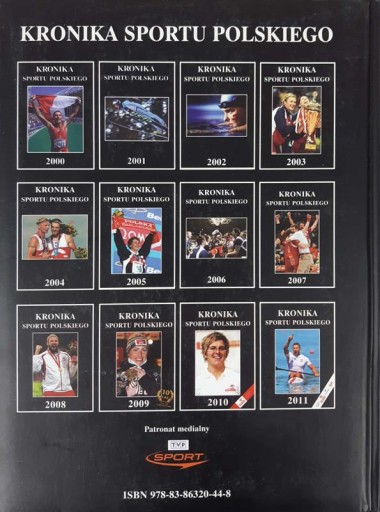 KRONIKA SPORTU POLSKIEGO
KRONIKA
SPORTU POLSKIEGO
2000
KRONIKA
SPORTU POLSKIEGO
2001
KRONIKA
SPORTU POLSKIEGO
2002
KRONIKA
SPORTU POLSKIEGO
2003
KRONIKA
SPORTU POLSKIEGO
2004
KRONIKA
SPORTU POLSKIEGO
2005
KRONIKA
SPORTU POLSKIEGO
2006
KRONIKA
SPORTU POLSKIEGO
2007
KRONIKA
SPORTU POLSKIEGO
2008
KRONIKA
SPORTU POLSKIEGO
2009
KRONIKA
SPORTU POLSKIEGO
2010
KRONIKA
SPORTU POLSKIEGO
2011
Patronat medialny
TVP
SPORT
ISBN 978-83-86320-44-8